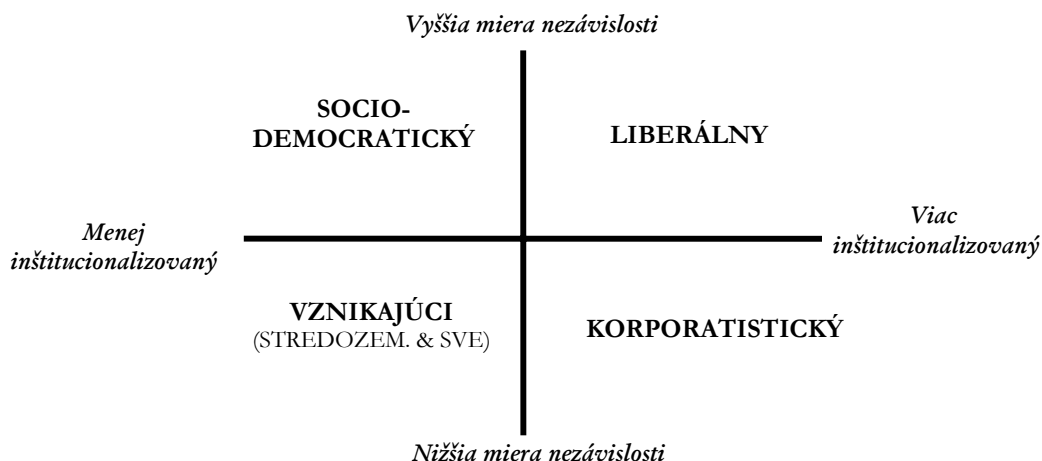 Vyššia miera nezávislosti
SOCIO-
DEMOCRATICKÝ
LIBERÁLNY
Menej
inštitucionalizovaný
Viac
inštitucionalizovaný
VZNIKAJÚCI
(STREDOZEM. & SVE)
KORPORATISTICKÝ
Nižšia miera nezávislosti